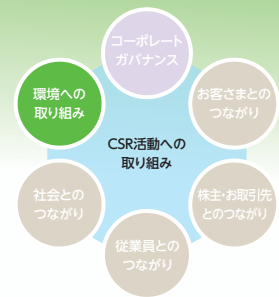 コーポレート
ガバナンス
環境への
取り組み
お客さまとの
つながり
CSR活動への
取り組み
社会との
つながり
株主・お取引先
とのつながり
従業員との
つながり